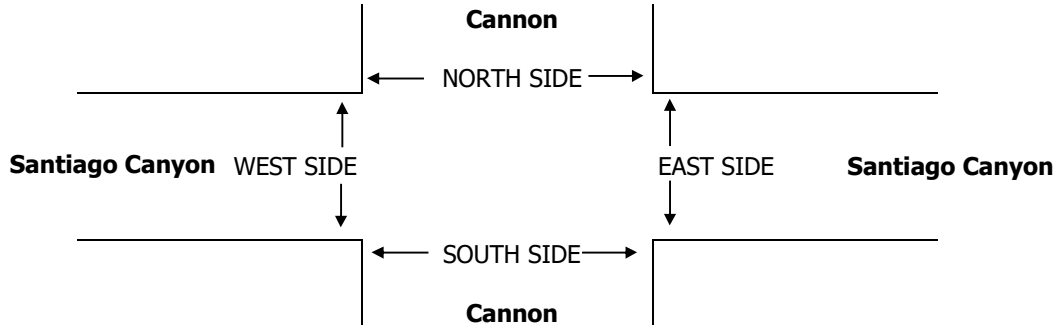 Cannon
NORTH SIDE
Santiago Canyon WEST SIDE EAST SIDE Santiago Canyon
SOUTH SIDE
Cannon